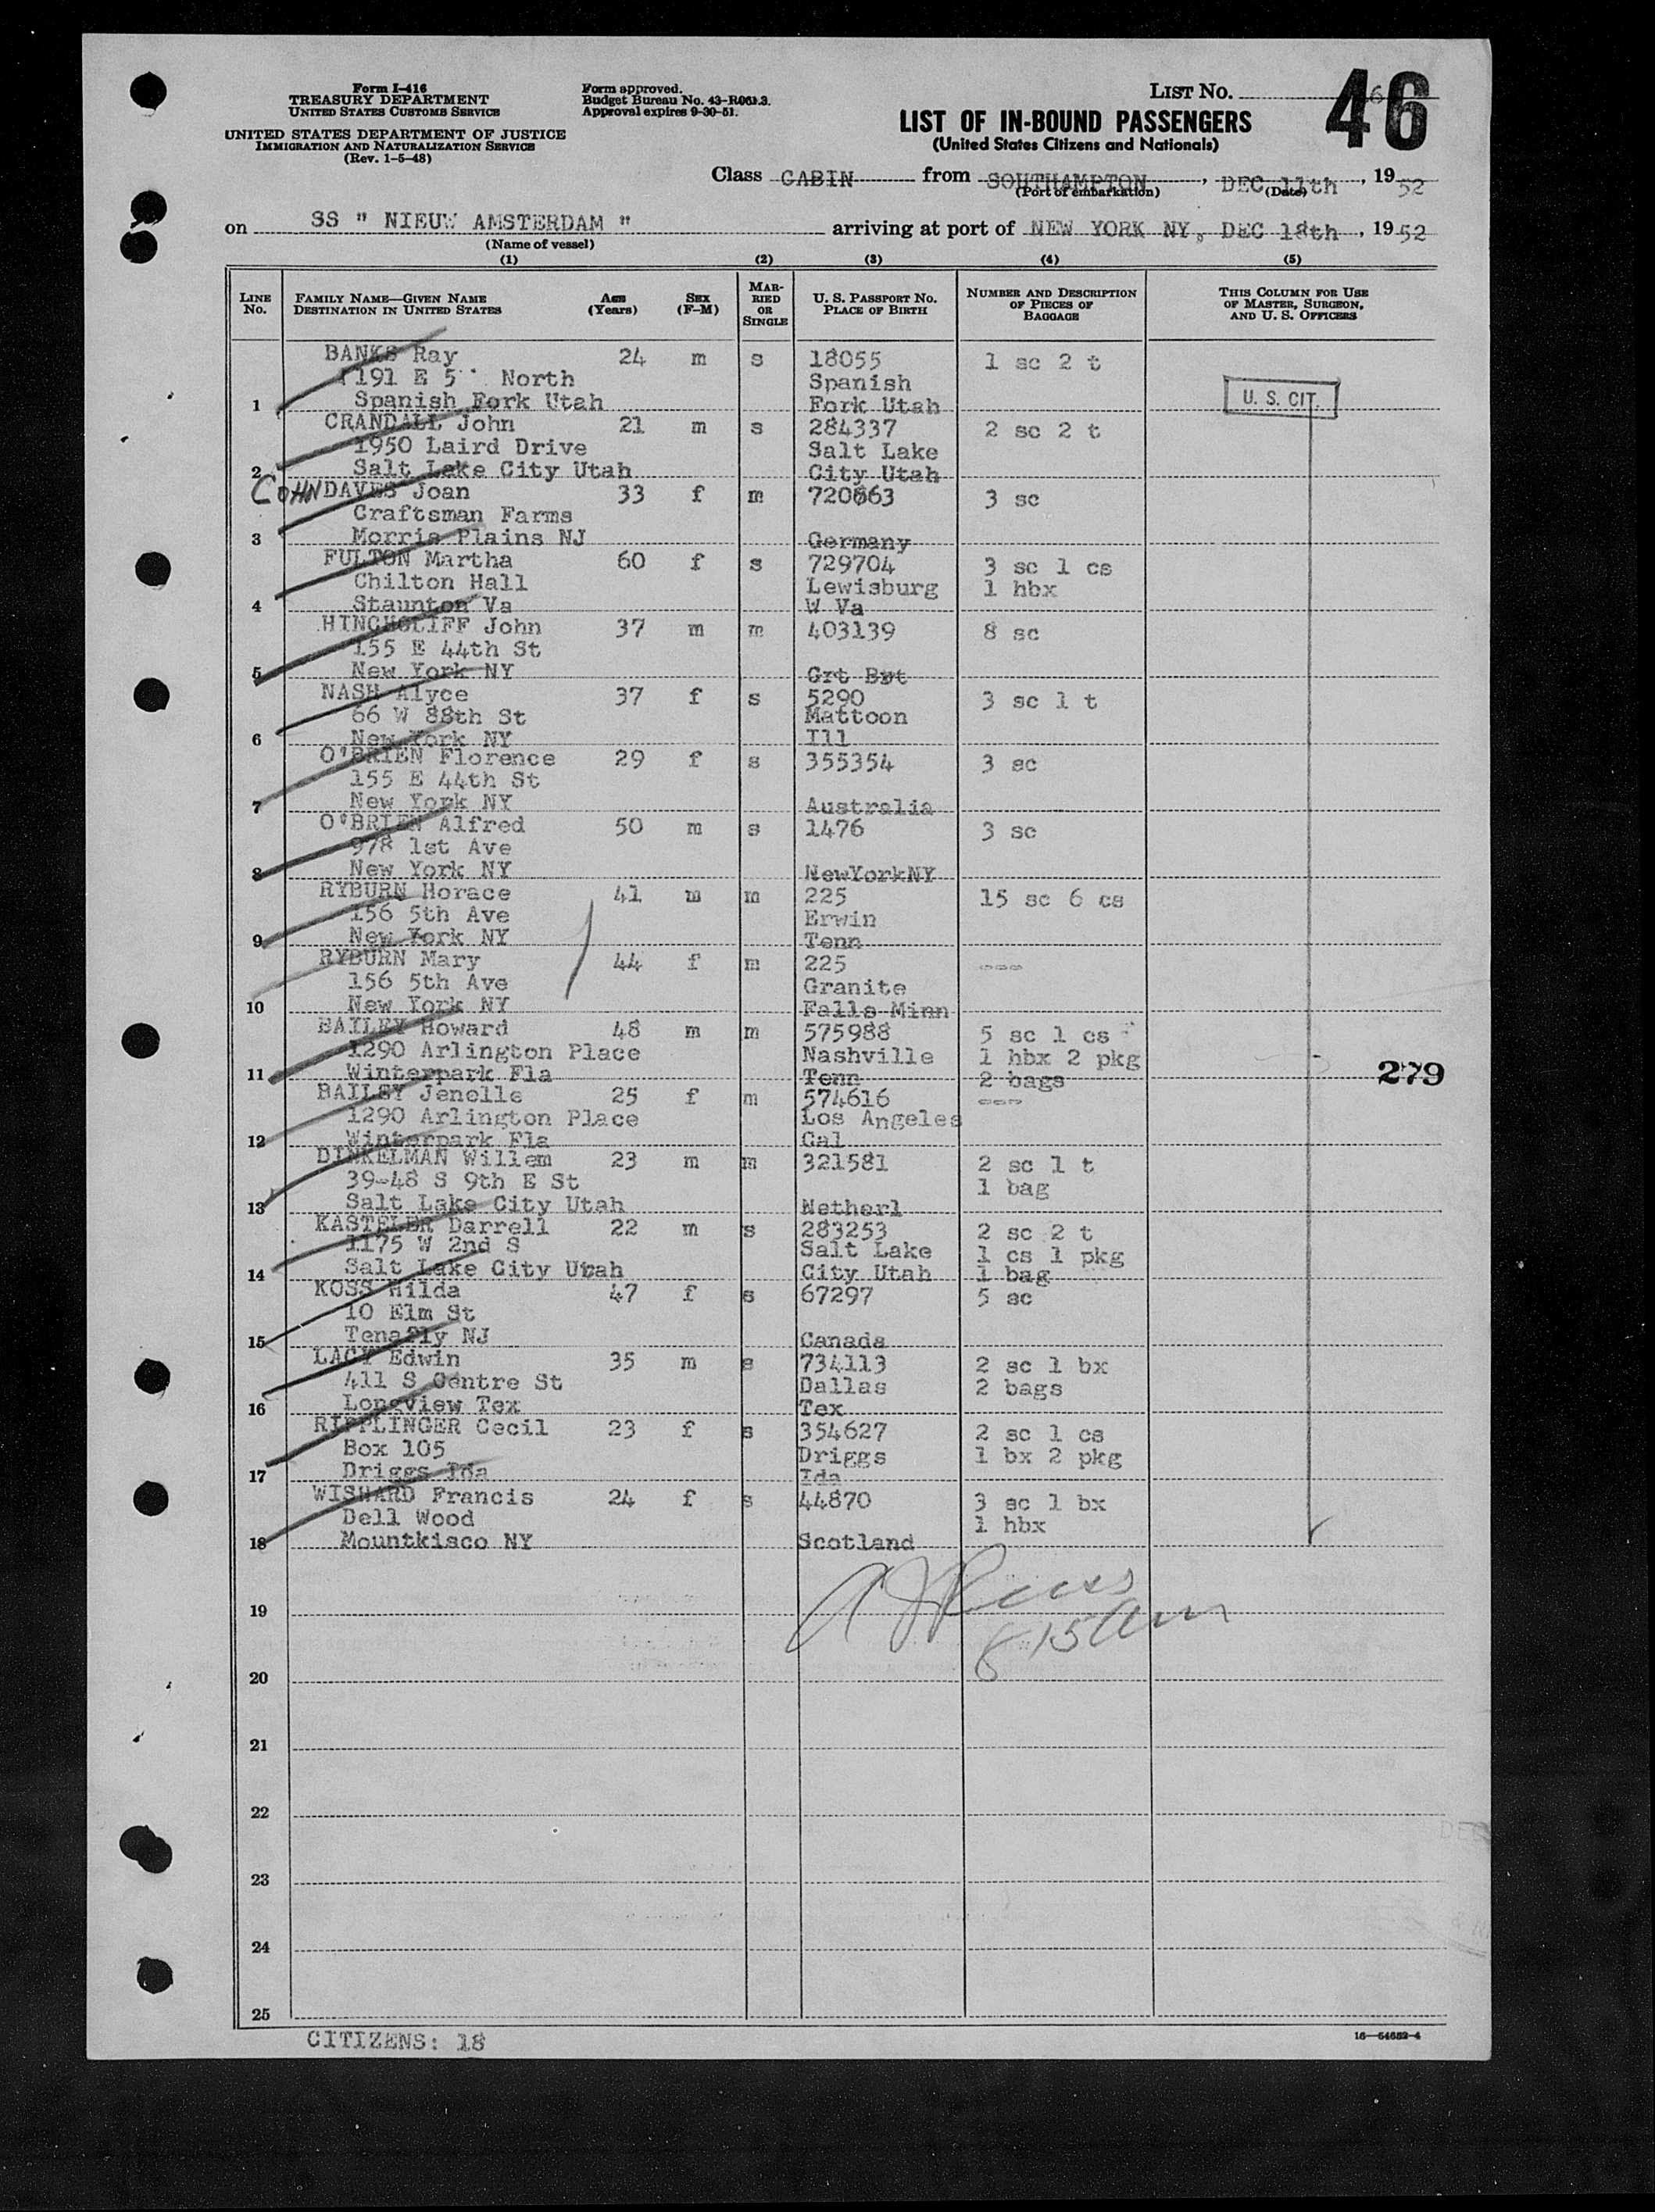 Form I-416
TREASURY DEPARTMENT
UNITED STATES CUSTOMS SERVICE
UNITED STATES DEPARTMENT OF JUSTICE
IMMIGRATION AND NATURALIZATION SERVICE
(Rev. 1-5-48)
Form approved.
Budget Bureau No. 43-R061.3.
Approval expires 9-30-51.
LIST NO. 46
LIST OF IN-BOUND PASSENGERS
(United States Citizens and Nationals)
Class CABIN from SOUTHAMPTON, DEC 11th, 1952
(Port of embarkation) (Date)
on SS " NIEUW AMSTERDAM " arriving at port of NEW YORK NY, DEC 18th, 1952
(Name of vessel)
(1) (2) (3) (4) (5)
LINE NO. FAMILY NAME—GIVEN NAME DESTINATION IN UNITED STATES AGE (Years) SEX (F-M) MARRIED OR SINGLE U. S. PASSPORT NO. PLACE OF BIRTH NUMBER AND DESCRIPTION OF PIECES OF BAGGAGE THIS COLUMN FOR USE OF MASTER, SURGEON, AND U. S. OFFICERS
BANKS Ray 24 m s 18055 1 sc 2 t
191 E 5 North Spanish
1 Spanish Fork Utah Fork Utah U. S. CIT.
CRANDALL John 21 m s 284337 2 sc 2 t
1950 Laird Drive Salt Lake
2 Salt Lake City Utah City Utah
COHN DAVES Joan 33 f m 720663 3 sc
Craftsman Farms
3 Morris Plains NJ Germany
FULTON Martha 60 f s 729704 3 sc 1 cs
Chilton Hall Lewisburg 1 hbx
4 Staunton Va W Va
HINCHCLIFF John 37 m m 403139 8 sc
155 E 44th St
5 New York NY Grt Brt
NASH Alyce 37 f s 5290 3 sc 1 t
66 W 88th St Mattoon
6 New York NY Ill
O'BRIEN Florence 29 f s 355354 3 sc
155 E 44th St
7 New York NY Australia
O'BRIEN Alfred 50 m s 1476 3 sc
978 1st Ave
8 New York NY NewYorkNY
RYBURN Horace 41 m m 225 15 sc 6 cs
156 5th Ave Erwin
9 New York NY Tenn
RYBURN Mary 44 f m 225 ---
156 5th Ave Granite
10 New York NY Falls Minn
BAILEY Howard 48 m m 575988 5 sc 1 cs
1290 Arlington Place Nashville 1 hbx 2 pkg
11 Winterpark Fla Tenn 2 bags 279
BAILEY Jenelle 25 f m 574616 ---
1290 Arlington Place Los Angeles
12 Winterpark Fla Cal
DINKELMAN Willem 23 m m 321581 2 sc 1 t
39-48 S 9th E St 1 bag
13 Salt Lake City Utah Netherl
KASTELER Darrell 22 m s 283253 2 sc 2 t
1175 W 2nd S Salt Lake 1 cs 1 pkg
14 Salt Lake City Utah City Utah 1 bag
KOSS Hilda 47 f s 67297 5 sc
10 Elm St
15 Tenafly NJ Canada
LACY Edwin 35 m s 734113 2 sc 1 bx
411 S Centre St Dallas 2 bags
16 Longview Tex Tex
RIPPLINGER Cecil 23 f s 354627 2 sc 1 cs
Box 105 Driggs 1 bx 2 pkg
17 Driggs Ida Ida
WISHARD Francis 24 f s 44870 3 sc 1 bx
Dell Wood 1 hbx
18 Mountkisco NY Scotland
19
8 15 am
20
21
22
23
24
25
CITIZENS: 18
16—54652-4